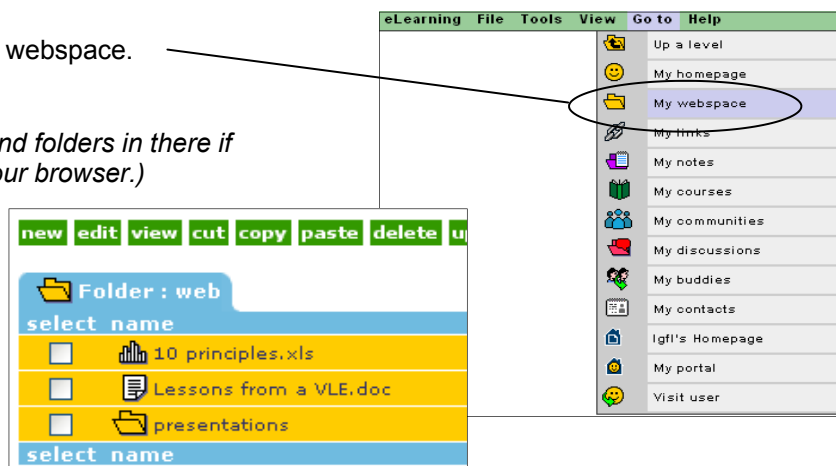 webspace.
nd folders in there if
our browser.)
eLearning File Tools View Go to Help
Up a level
My homepage
My webspace
My links
My notes
My courses
My communities
My discussions
My buddies
My contacts
lgfl's Homepage
My portal
Visit user
new edit view cut copy paste delete
Folder : web
select name
10 principles.xls
Lessons from a VLE.doc
presentations
select name